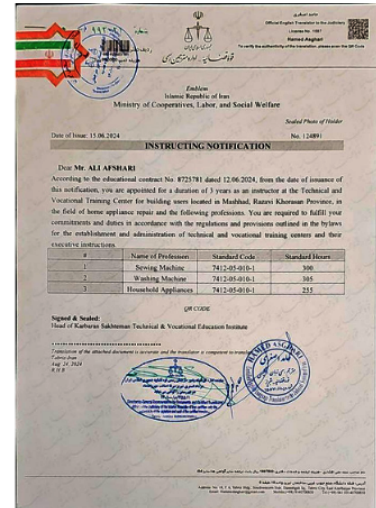 Official English Translator to the Judiciary
License No. 1087
Hamed Asghari
To verify the authenticity of the translation, please scan the QR Code
Emblem
Islamic Republic of Iran
Ministry of Cooperatives, Labor, and Social Welfare
Sealed Photo of Holder
Date of Issue: 15.06.2024
No. 124891
INSTRUCTING NOTIFICATION
Dear Mr. ALI AFSHARI
According to the educational contract No. 8725781 dated 12.06.2024, from the date of issuance of
this notification, you are appointed for a duration of 3 years as an instructor at the Technical and
Vocational Training Center for building users located in Mashhad, Razavi Khorasan Province, in
the field of home appliance repair and the following professions. You are required to fulfill your
commitments and duties in accordance with the regulations and provisions outlined in the bylaws
for the establishment and administration of technical and vocational training centers and their
executive instructions.
# Name of Profession Standard Code Standard Hours
1 Sewing Machine 7412-05-010-1 300
2 Washing Machine 7412-05-010-1 305
3 Household Appliances 7412-05-010-1 255
QR CODE
Signed & Sealed:
Head of Karburan Sakhteman Technical & Vocational Education Institute
Translation of the attached document is accurate and the translator is competent to translate
Tabriz-Iran
Aug 24, 2024
R.H.B
HAMED ASGHARI